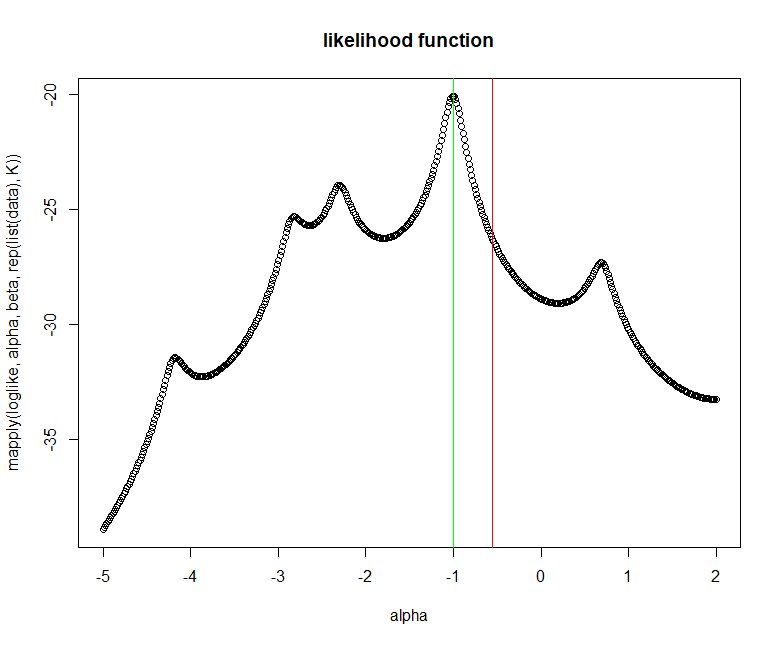 likelihood function
mapply(loglike, alpha, beta, rep(list(data), K))
-20
-25
-30
-35
-5 -4 -3 -2 -1 0 1 2
alpha